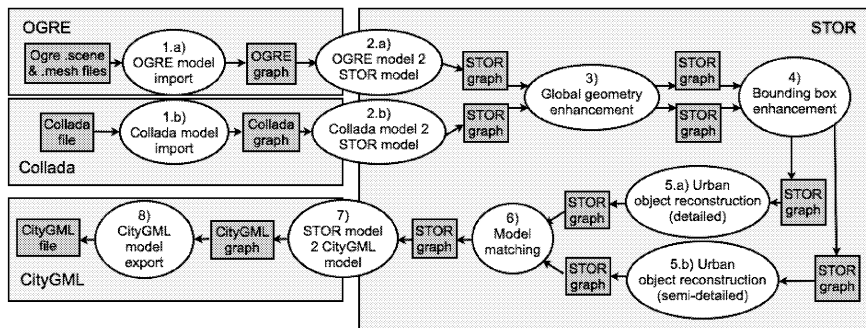 OGRE
STOR
Ogre .scene
& .mesh files
1.a)
OGRE model
import
OGRE
graph
2.a)
OGRE model 2
STOR model
STOR
graph
3)
Global geometry
enhancement
STOR
graph
4)
Bounding box
enhancement
Collada
file
1.b)
Collada model
import
Collada
graph
2.b)
Collada model 2
STOR model
STOR
graph
STOR
graph
Collada
5.a) Urban
object reconstruction
(detailed)
STOR
graph
STOR
graph
CityGML
file
8)
CityGML
model
export
CityGML
graph
7)
STOR model
2 CityGML
model
STOR
graph
6)
Model
matching
5.b) Urban
object reconstruction
(semi-detailed)
STOR
graph
STOR
graph
CityGML